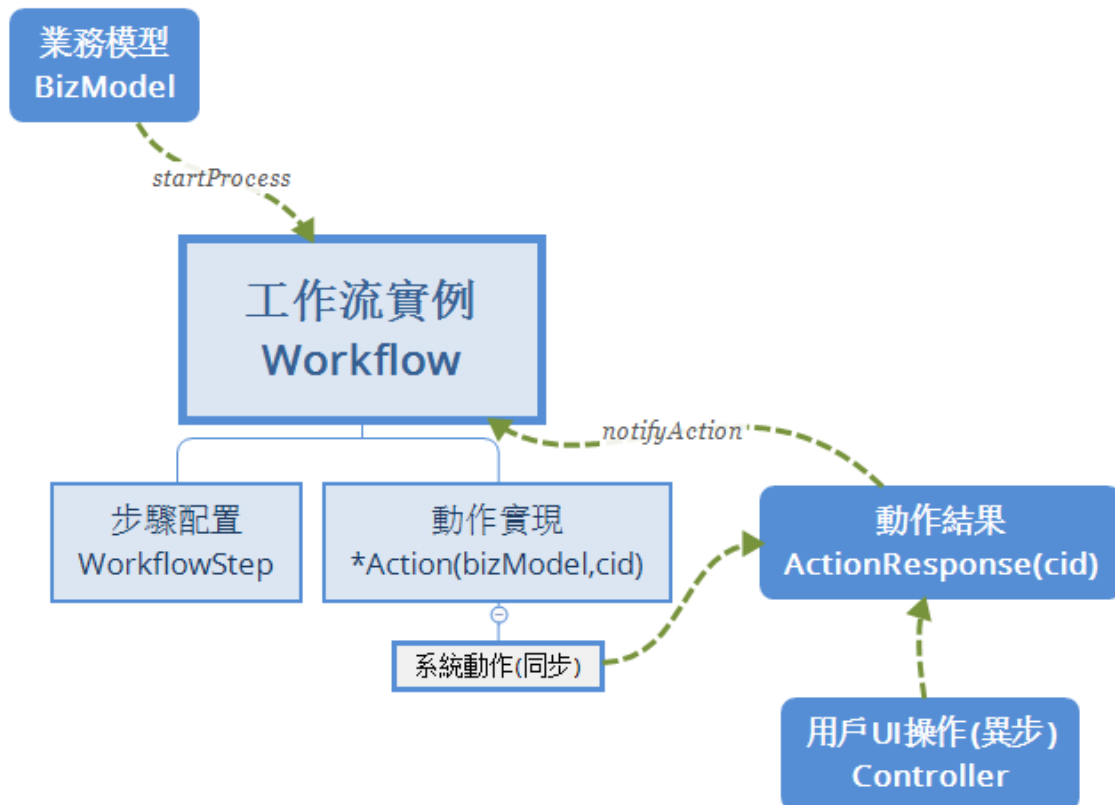 業務模型
BizModel
startProcess
工作流實例
Workflow
notifyAction
步驟配置
WorkflowStep
動作實現
*Action(bizModel,cid)
動作結果
ActionResponse(cid)
系統動作(同步)
用戶UI操作(異步)
Controller